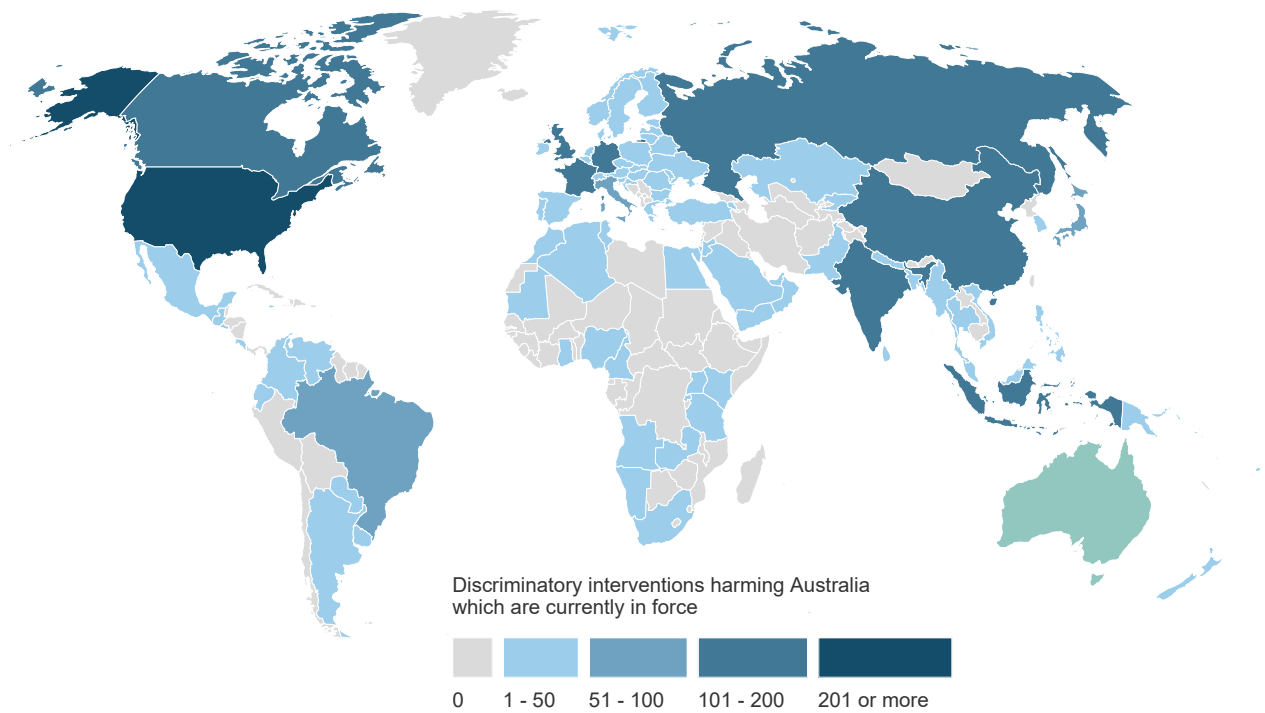 Discriminatory interventions harming Australia
which are currently in force
0 1 - 50 51 - 100 101 - 200 201 or more